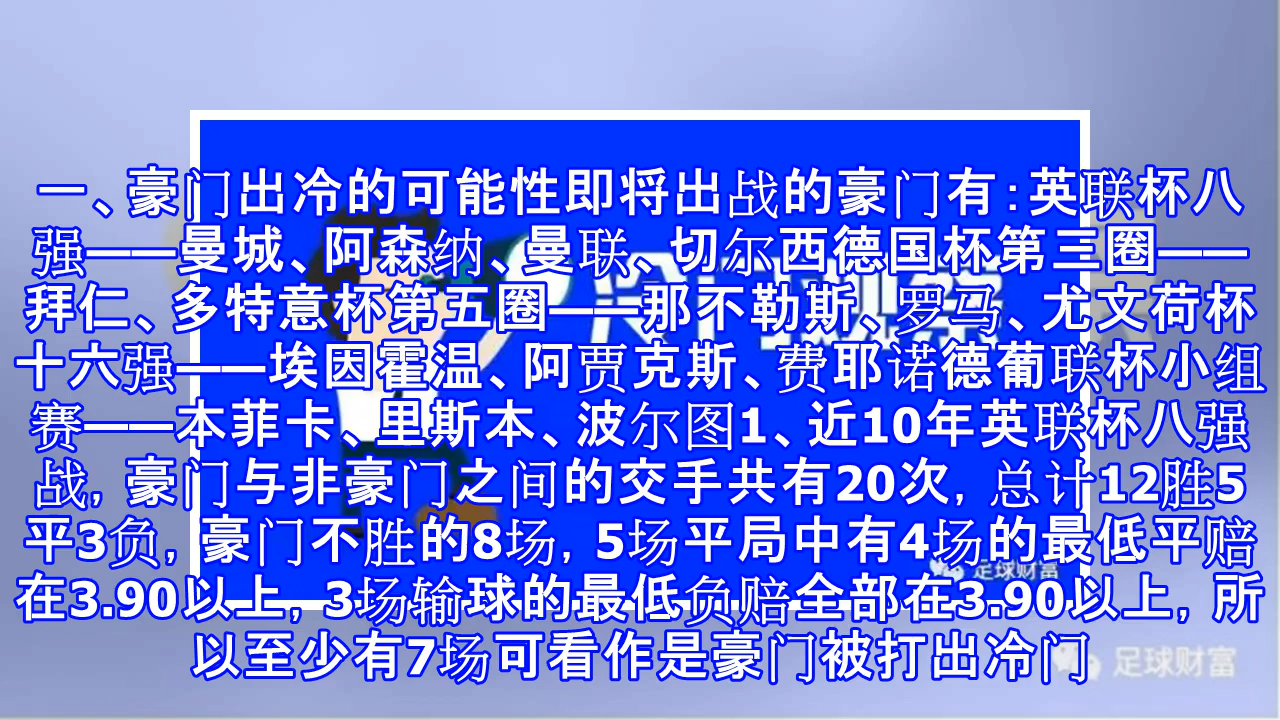 一、豪门出冷的可能性即将出战的豪门有:英联杯八
强——曼城、阿森纳、曼联、切尔西德国杯第三圈——
拜仁、多特意杯第五圈——那不勒斯、罗马、尤文荷杯
十六强——埃因霍温、阿贾克斯、费耶诺德葡联杯小组
赛——本菲卡、里斯本、波尔图1、近10年英联杯八强
战, 豪门与非豪门之间的交手共有20次, 总计12胜5
平3负, 豪门不胜的8场, 5场平局中有4场的最低平赔
在3.90以上, 3场输球的最低负赔全部在3.90以上, 所
以至少有7场可看作是豪门被打出冷门
足球财富
足球财富